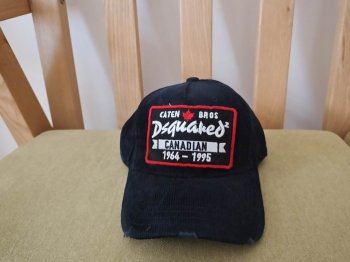 CATEN BROS
Dsquared²
CANADIAN
1964 - 1995